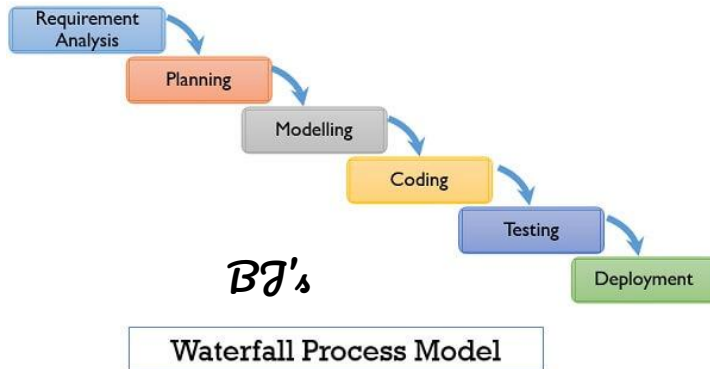 Requirement
Analysis
Planning
Modelling
Coding
Testing
Deployment
BJ's
Waterfall Process Model